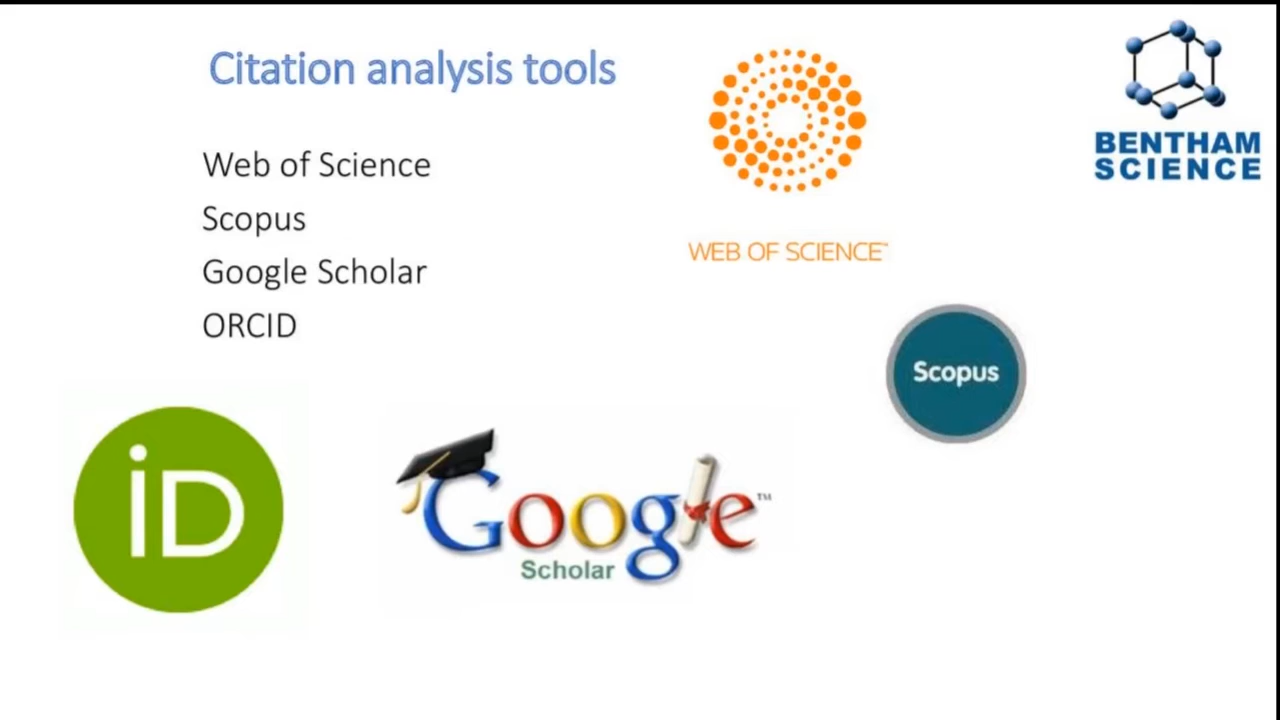 Citation analysis tools
Web of Science
Scopus
Google Scholar
ORCID
WEB OF SCIENCE™
BENTHAM
SCIENCE
Scopus
iD
Google™
Scholar